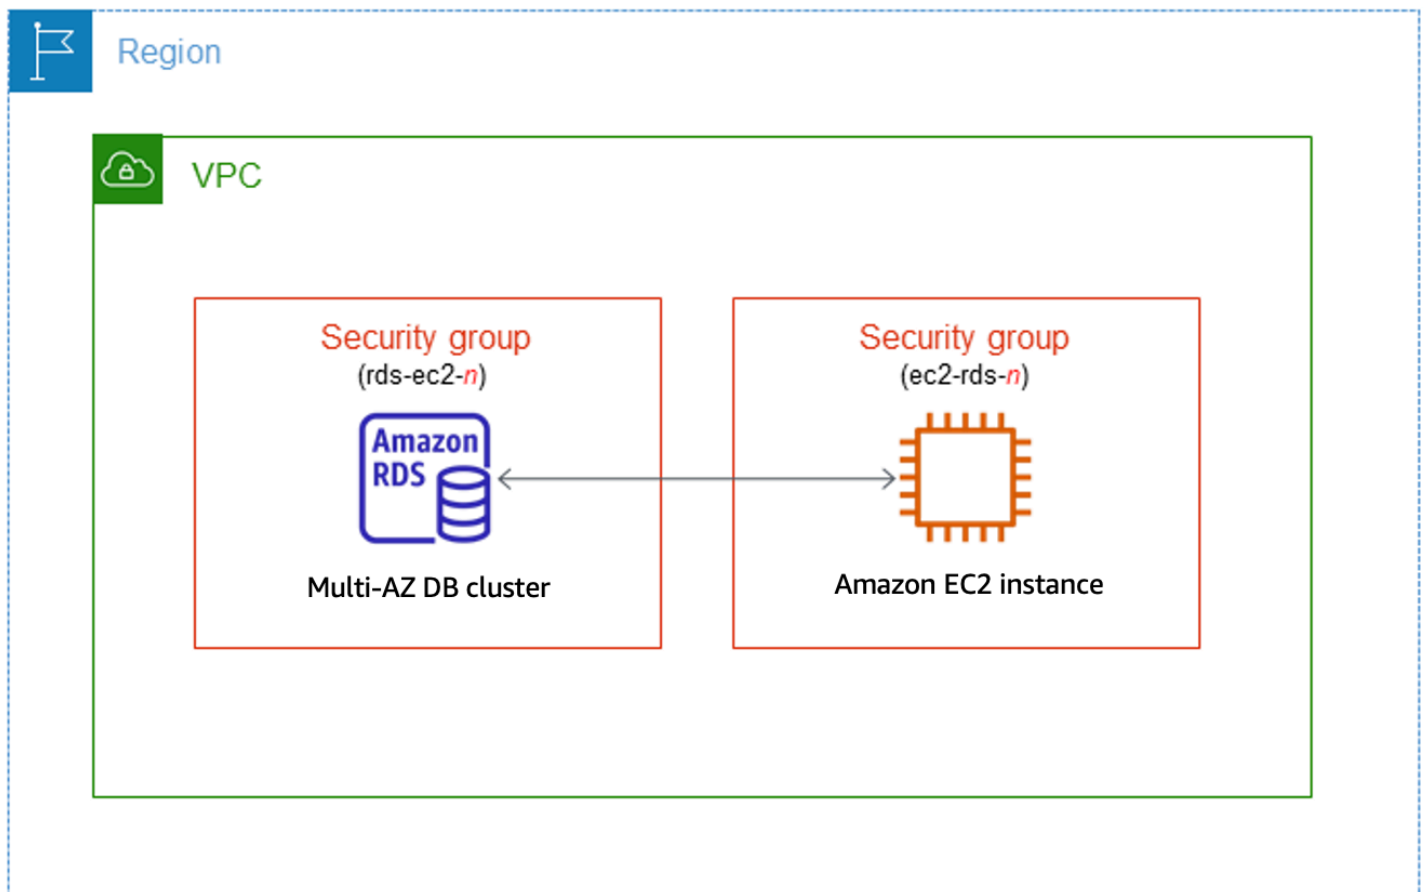 Region
VPC
Security group
(rds-ec2-n)
Amazon
RDS
Multi-AZ DB cluster
Security group
(ec2-rds-n)
Amazon EC2 instance